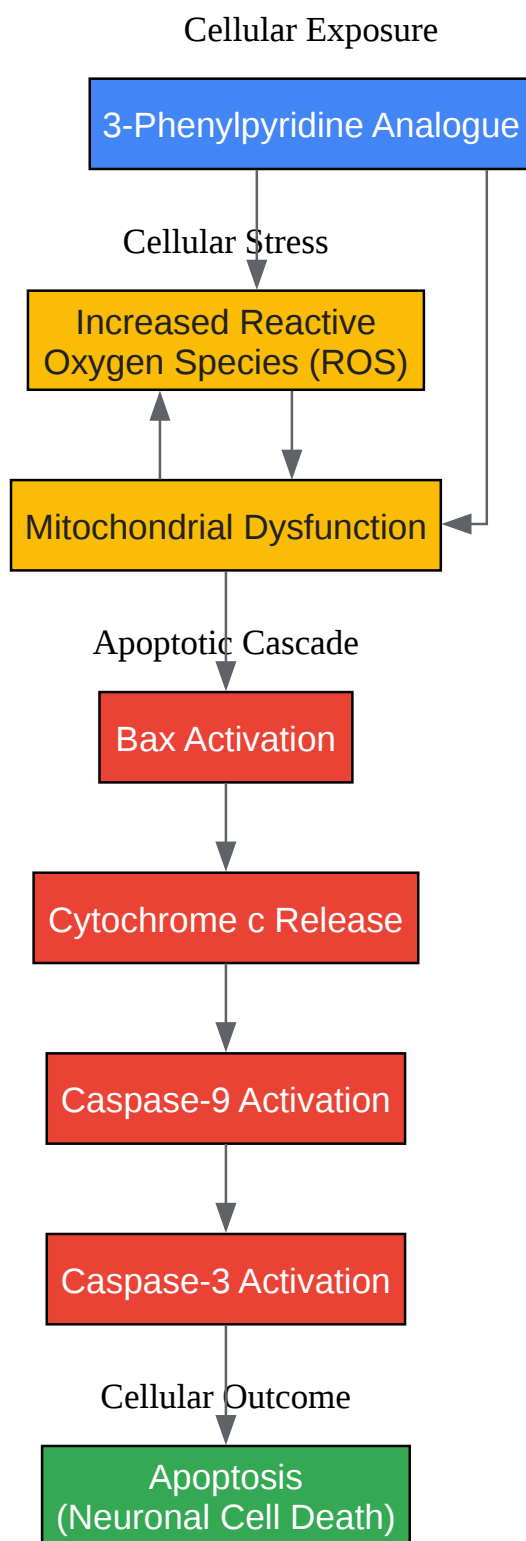 Cellular Exposure
3-Phenylpyridine Analogue
Cellular Stress
Increased Reactive
Oxygen Species (ROS)
Mitochondrial Dysfunction
Apoptotic Cascade
Bax Activation
Cytochrome c Release
Caspase-9 Activation
Caspase-3 Activation
Cellular Outcome
Apoptosis
(Neuronal Cell Death)